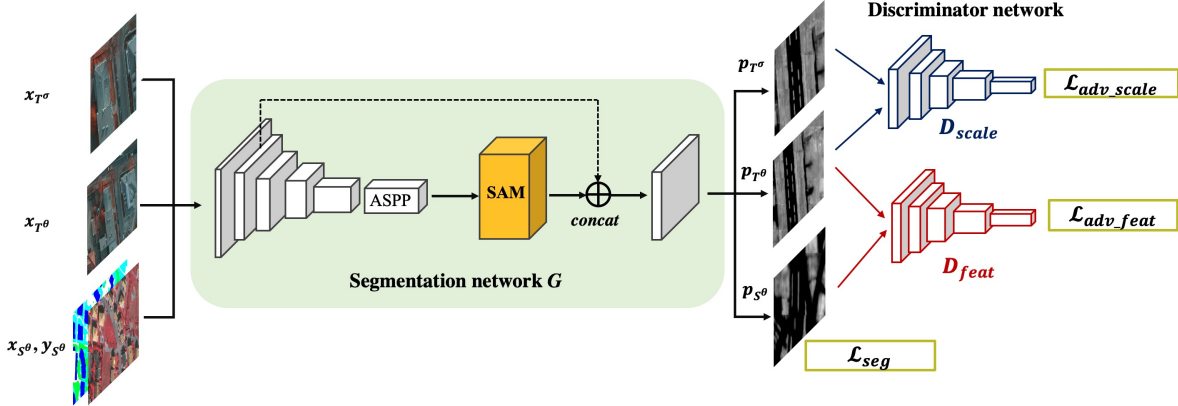 Discriminator network
x_{T^σ}
p_{T^σ}
ℒ_{adv_scale}
D_{scale}
ASPP
SAM
concat
x_{T^θ}
p_{T^θ}
ℒ_{adv_feat}
D_{feat}
Segmentation network G
p_{S^θ}
x_{S^θ}, y_{S^θ}
ℒ_{seg}